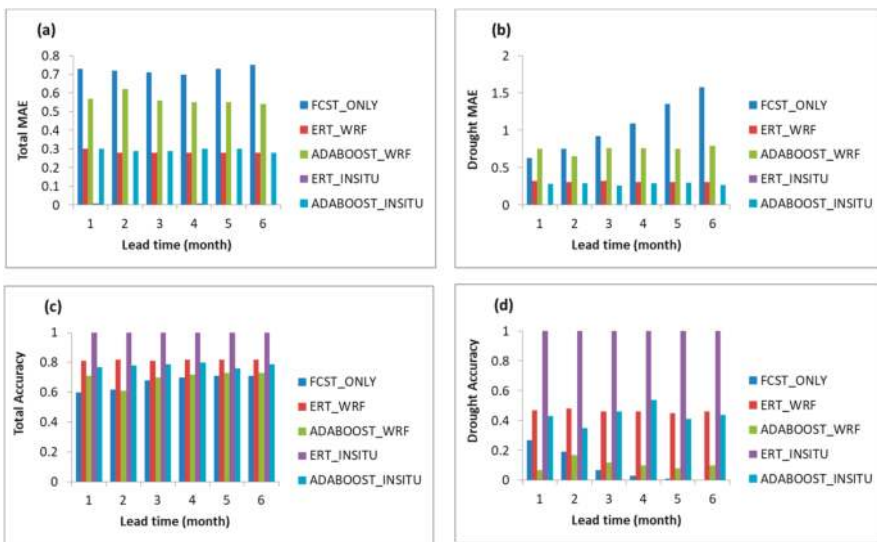 (a)
Total MAE
0.8
0.7
0.6
0.5
0.4
0.3
0.2
0.1
0
1 2 3 4 5 6
Lead time (month)
FCST_ONLY
ERT_WRF
ADABOOST_WRF
ERT_INSITU
ADABOOST_INSITU
(b)
Drought MAE
2
1.5
1
0.5
0
1 2 3 4 5 6
Lead time (month)
FCST_ONLY
ERT_WRF
ADABOOST_WRF
ERT_INSITU
ADABOOST_INSITU
(c)
Total Accuracy
1
0.8
0.6
0.4
0.2
0
1 2 3 4 5 6
Lead time (month)
FCST_ONLY
ERT_WRF
ADABOOST_WRF
ERT_INSITU
ADABOOST_INSITU
(d)
Drought Accuracy
1
0.8
0.6
0.4
0.2
0
1 2 3 4 5 6
Lead time (month)
FCST_ONLY
ERT_WRF
ADABOOST_WRF
ERT_INSITU
ADABOOST_INSITU